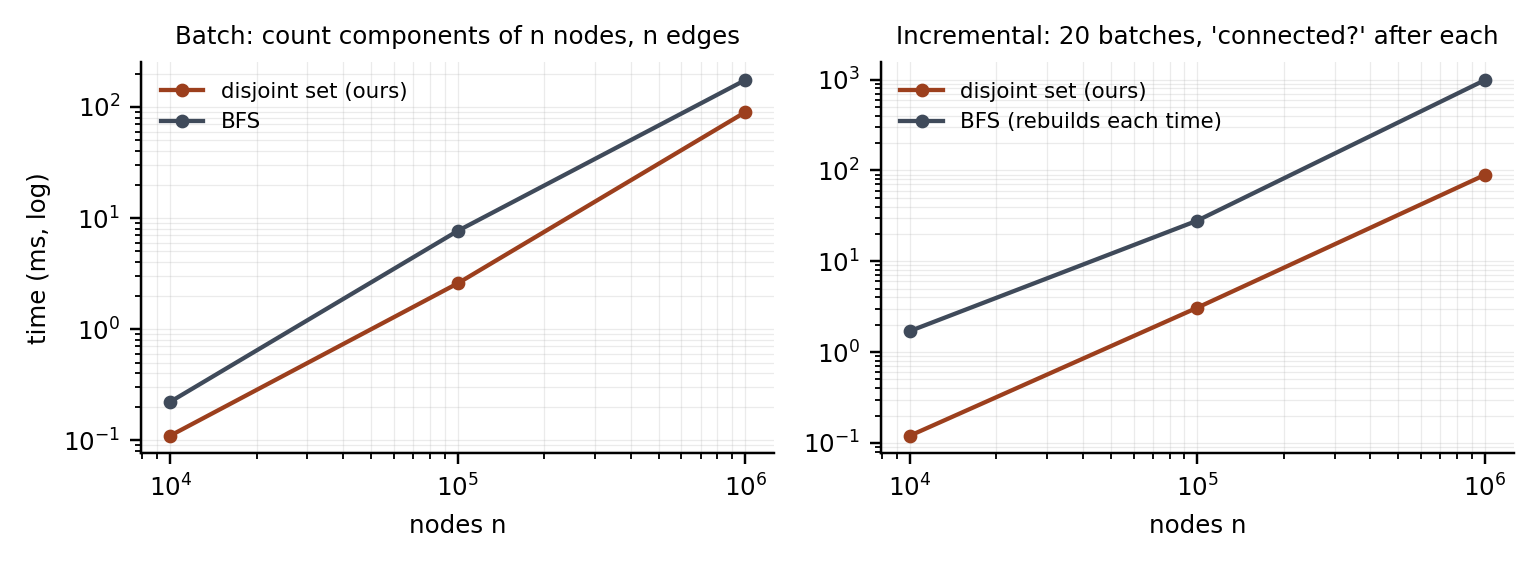 Batch: count components of n nodes, n edges
disjoint set (ours)
BFS
time (ms, log)
10²
10¹
10⁰
10⁻¹
10⁴
10⁵
10⁶
nodes n
Incremental: 20 batches, 'connected?' after each
disjoint set (ours)
BFS (rebuilds each time)
10³
10²
10¹
10⁰
10⁻¹
10⁴
10⁵
10⁶
nodes n